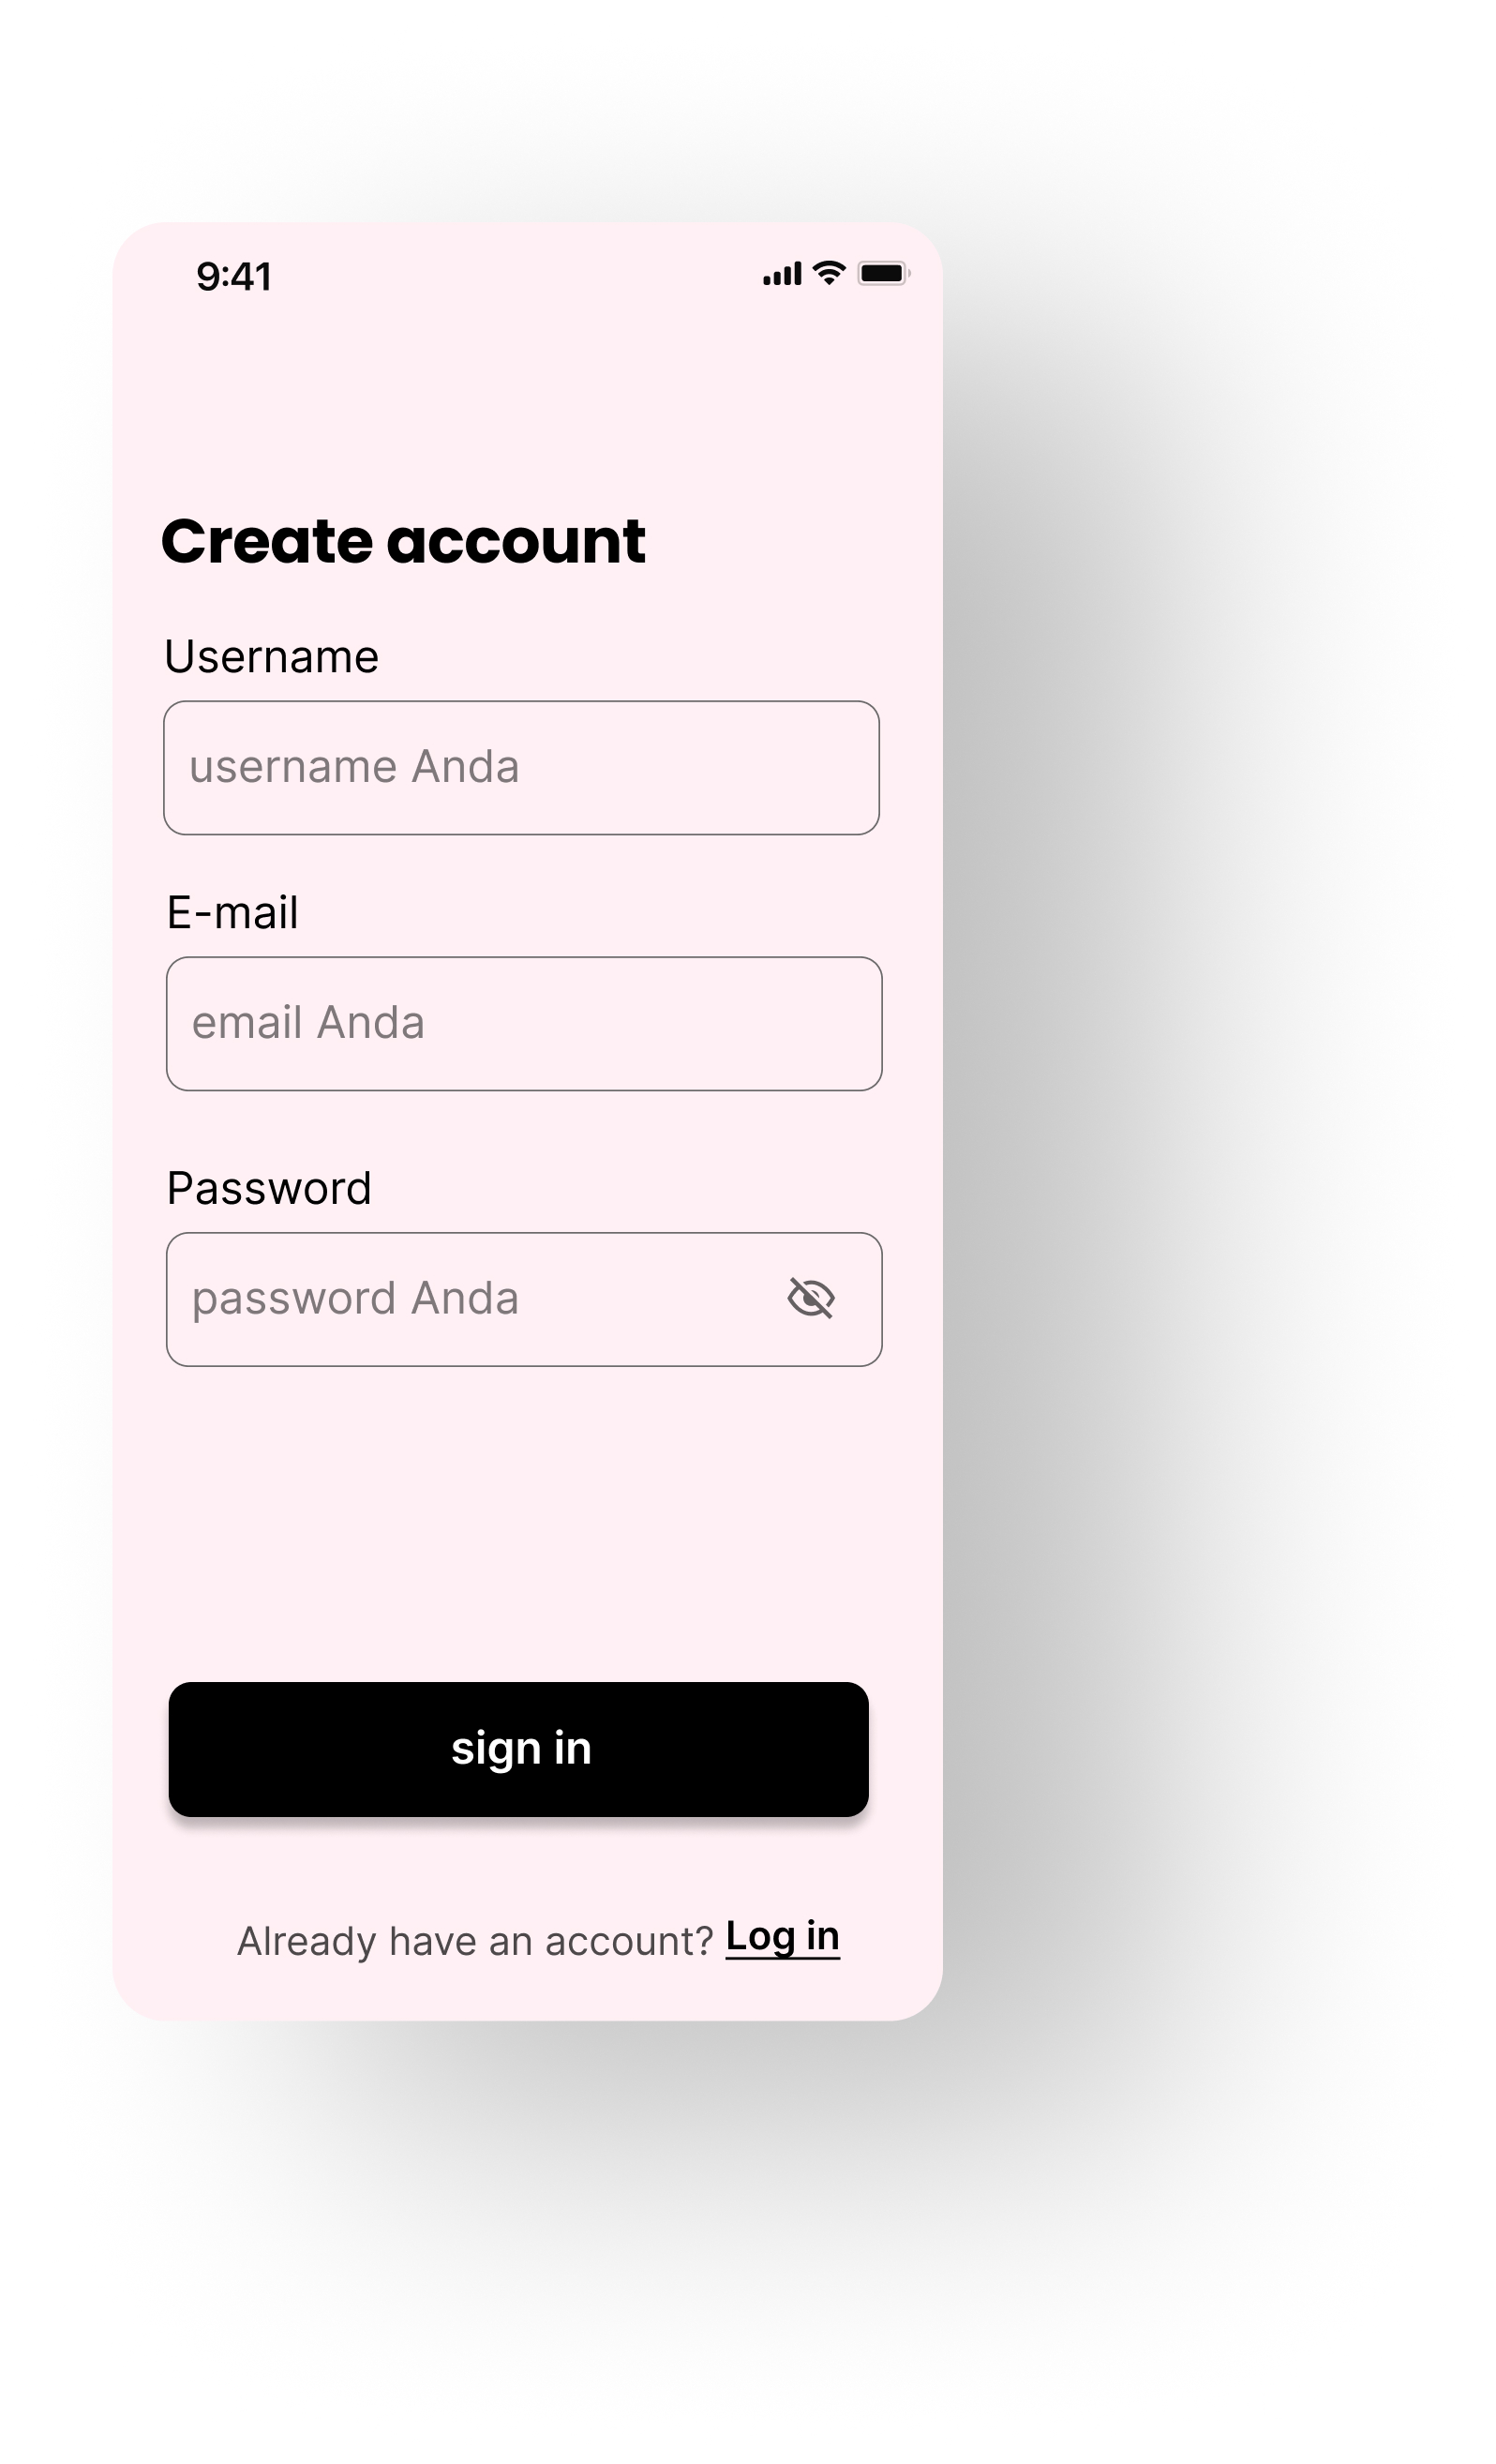 9:41
Create account
Username
username Anda
E-mail
email Anda
Password
password Anda
sign in
Already have an account? Log in